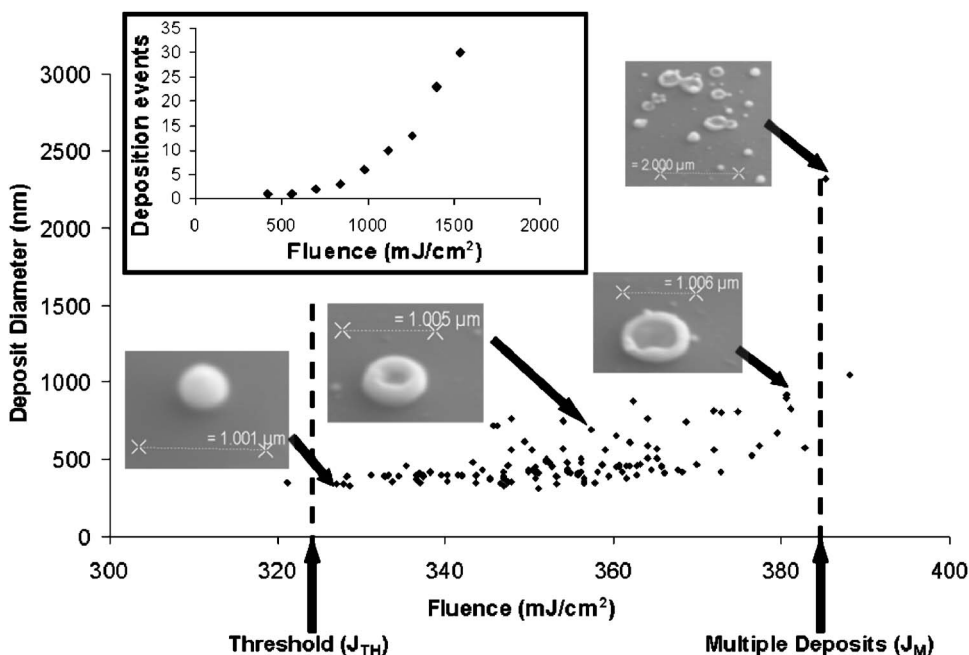 35
30
25
20
15
10
5
0
Deposition events
0 500 1000 1500 2000
Fluence (mJ/cm²)
3000
2500
2000
1500
1000
500
0
Deposit Diameter (nm)
= 2.000 µm
= 1.006 µm
= 1.005 µm
= 1.001 µm
300 320 340 360 380 400
Fluence (mJ/cm²)
Threshold (J_TH) Multiple Deposits (J_M)